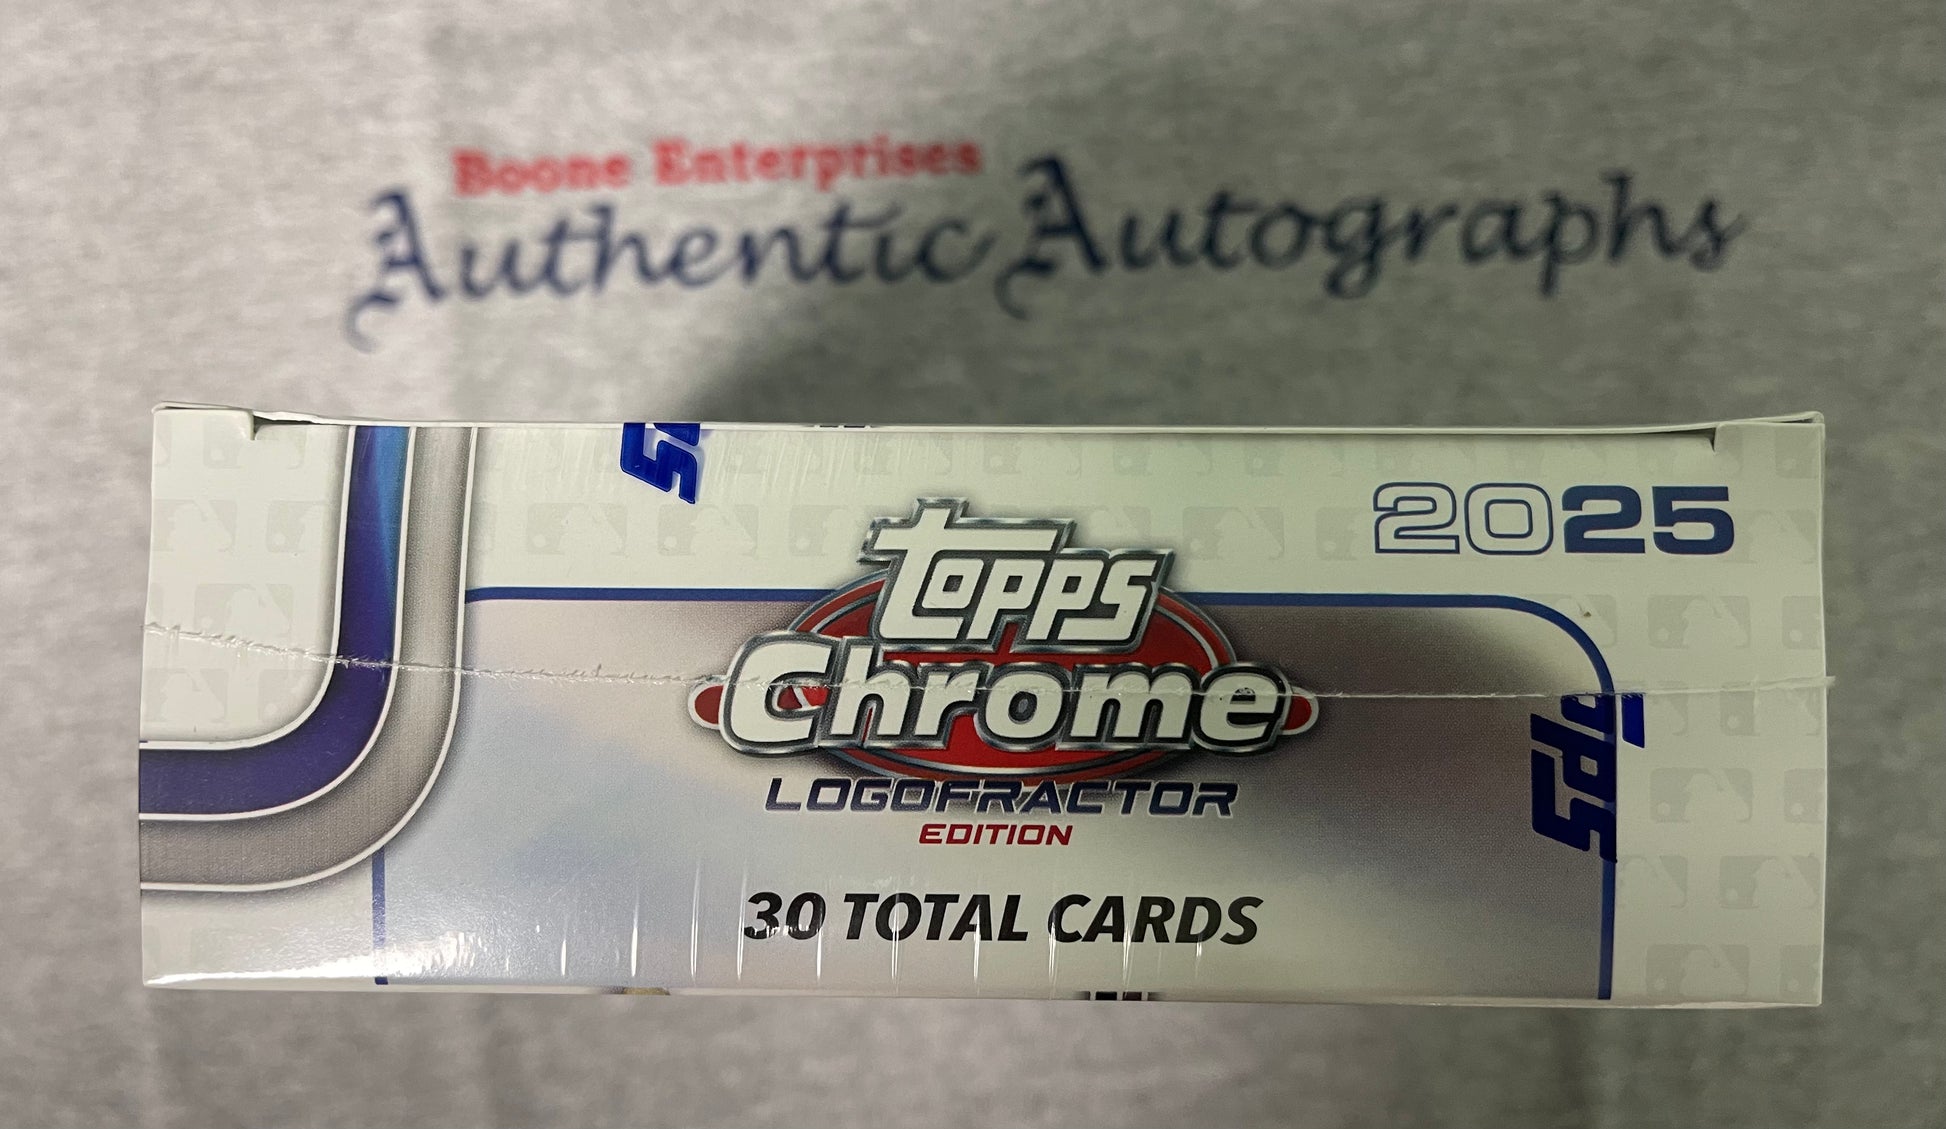 Boone Enterprises
Authentic Autographs
2025
topps
Chrome
LOGOFRACTOR
EDITION
30 TOTAL CARDS